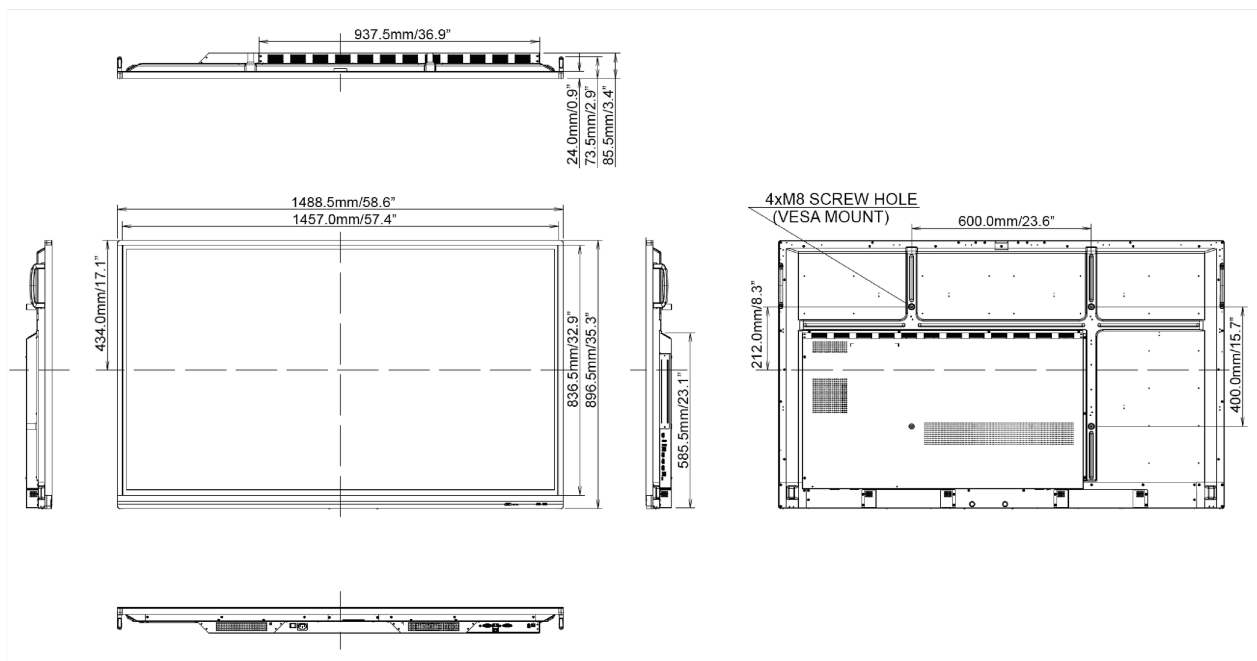 937.5mm/36.9”
24.0mm/0.9”
73.5mm/2.9”
85.5mm/3.4”
1488.5mm/58.6”
1457.0mm/57.4”
434.0mm/17.1”
836.5mm/32.9”
896.5mm/35.3”
585.5mm/23.1”
4xM8 SCREW HOLE
(VESA MOUNT)
600.0mm/23.6”
212.0mm/8.3”
400.0mm/15.7”